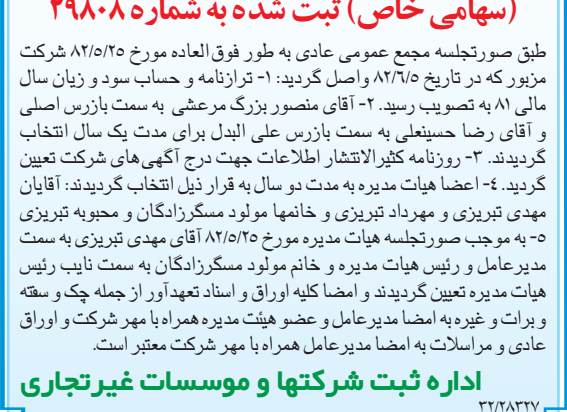 (سهامی خاص) ثبت شده به شماره ۲۹۸۰۸
طبق صورتجلسه مجمع عمومی عادی به طور فوق‌العاده مورخ ۸۲/۵/۲۵ شرکت
مزبور که در تاریخ ۸۲/٦/۵ واصل گردید: ۱- ترازنامه و حساب سود و زیان سال
مالی ۸۱ به تصویب رسید. ۲- آقای منصور بزرگ مرعشی به سمت بازرس اصلی
و آقای رضا حسینعلی به سمت بازرس علی البدل برای مدت یک سال انتخاب
گردیدند. ۳- روزنامه کثیرالانتشار اطلاعات جهت درج آگهی‌های شرکت تعیین
گردید. ٤- اعضا هیات مدیره به مدت دو سال به قرار ذیل انتخاب گردیدند: آقایان
مهدی تبریزی و مهرداد تبریزی و خانمها مولود مسگرزادگان و محبوبه تبریزی
۵- به موجب صورتجلسه هیات مدیره مورخ ۸۲/۵/۲۵ آقای مهدی تبریزی به سمت
مدیرعامل و رئیس هیات مدیره و خانم مولود مسگرزادگان به سمت نایب رئیس
هیات مدیره تعیین گردیدند و امضا کلیه اوراق و اسناد تعهدآور از جمله چک و سفته
و برات و غیره به امضا مدیرعامل و عضو هیئت مدیره همراه با مهر شرکت و اوراق
عادی و مراسلات به امضا مدیرعامل همراه با مهر شرکت معتبر است.
اداره ثبت شرکتها و موسسات غیرتجاری
۳۲/۲۸۳۲۷